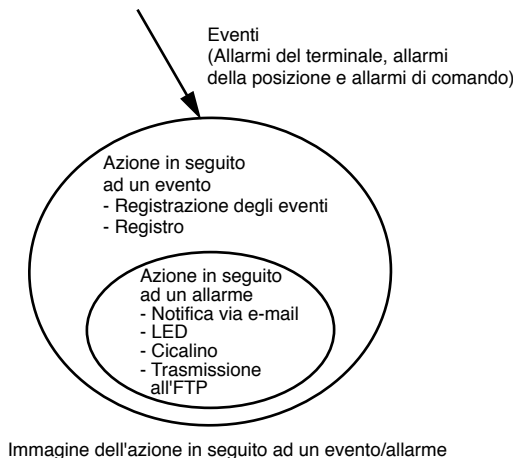 Eventi
(Allarmi del terminale, allarmi
della posizione e allarmi di comando)
Azione in seguito
ad un evento
- Registrazione degli eventi
- Registro
Azione in seguito
ad un allarme
- Notifica via e-mail
- LED
- Cicalino
- Trasmissione
all'FTP
Immagine dell'azione in seguito ad un evento/allarme